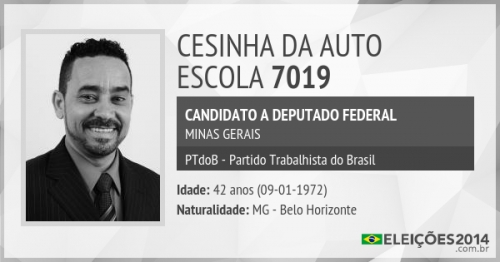 CESINHA DA AUTO
ESCOLA 7019
CANDIDATO A DEPUTADO FEDERAL
MINAS GERAIS
PTdoB - Partido Trabalhista do Brasil
Idade: 42 anos (09-01-1972)
Naturalidade: MG - Belo Horizonte
ELEIÇÕES2014
.com.br